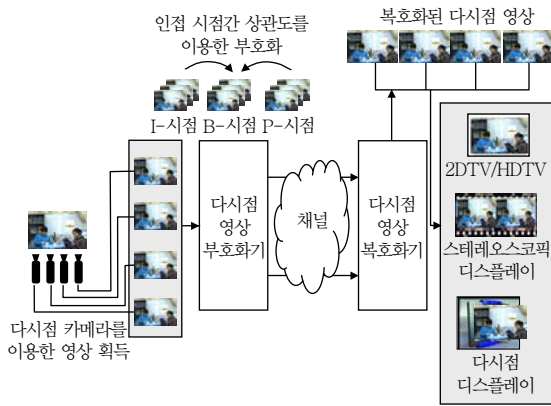 인접 시점간 상관도를
이용한 부호화
I-시점 B-시점 P-시점
복호화된 다시점 영상
다시점 카메라를
이용한 영상 획득
다시점
영상
부호화기
채널
다시점
영상
복호화기
2DTV/HDTV
스테레오스코픽
디스플레이
다시점
디스플레이